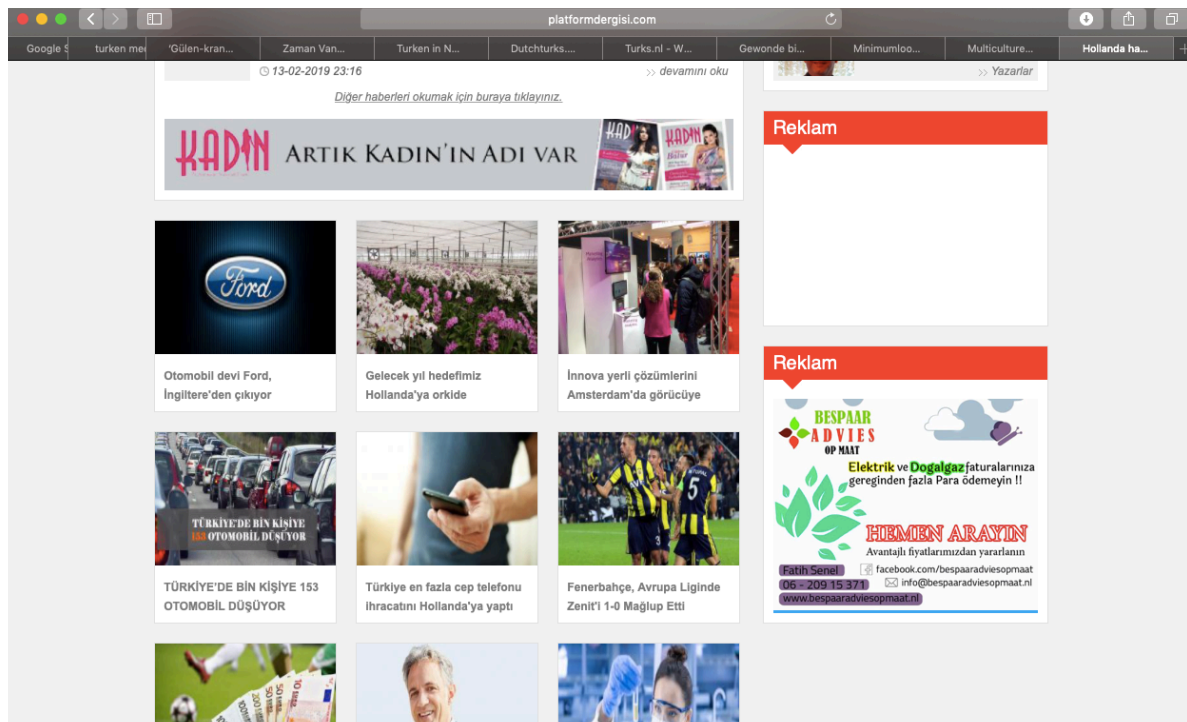 platformdergisi.com
Google S
turken med
'Gülen-kran...
Zaman Van...
Turken in N...
Dutchturks....
Turks.nl - W...
Gewonde bi...
Minimumloo...
Multiculture...
Hollanda ha...
13-02-2019 23:16
>> devamını oku
>> Yazarlar
Diğer haberleri okumak için buraya tıklayınız.
KADIN ARTIK KADIN'IN ADI VAR
Reklam
Ford
Otomobil devi Ford,
İngiltere'den çıkıyor
Gelecek yıl hedefimiz
Hollanda'ya orkide
İnnova yerli çözümlerini
Amsterdam'da görücüye
Reklam
BESPAAR
ADVIES
OP MAAT
Elektrik ve Dogalgaz faturalarınıza
gereginden fazla Para ödemeyin !!
HEMEN ARAYIN
Avantajlı fiyatlarımızdan yararlanın
Fatih Senel
facebook.com/bespaaradviesopmaat
06 - 209 15 371
info@bespaaradviesopmaat.nl
www.bespaaradviesopmaat.nl
TÜRKİYE'DE BİN KİŞİYE
153 OTOMOBİL DÜŞÜYOR
5
TÜRKİYE'DE BİN KİŞİYE 153
OTOMOBİL DÜŞÜYOR
Türkiye en fazla cep telefonu
ihracatını Hollanda'ya yaptı
Fenerbahçe, Avrupa Liginde
Zenit'i 1-0 Mağlup Etti